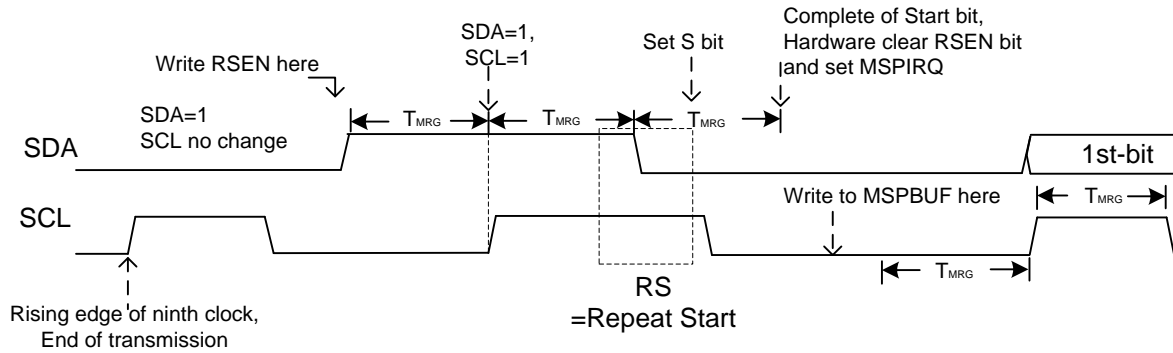 Complete of Start bit,
Hardware clear RSEN bit
and set MSPIRQ
SDA=1,
SCL=1
Set S bit
Write RSEN here
SDA=1
SCL no change
TMRG
TMRG
TMRG
SDA
1st-bit
SCL
Write to MSPBUF here
TMRG
TMRG
RS
=Repeat Start
Rising edge of ninth clock,
End of transmission